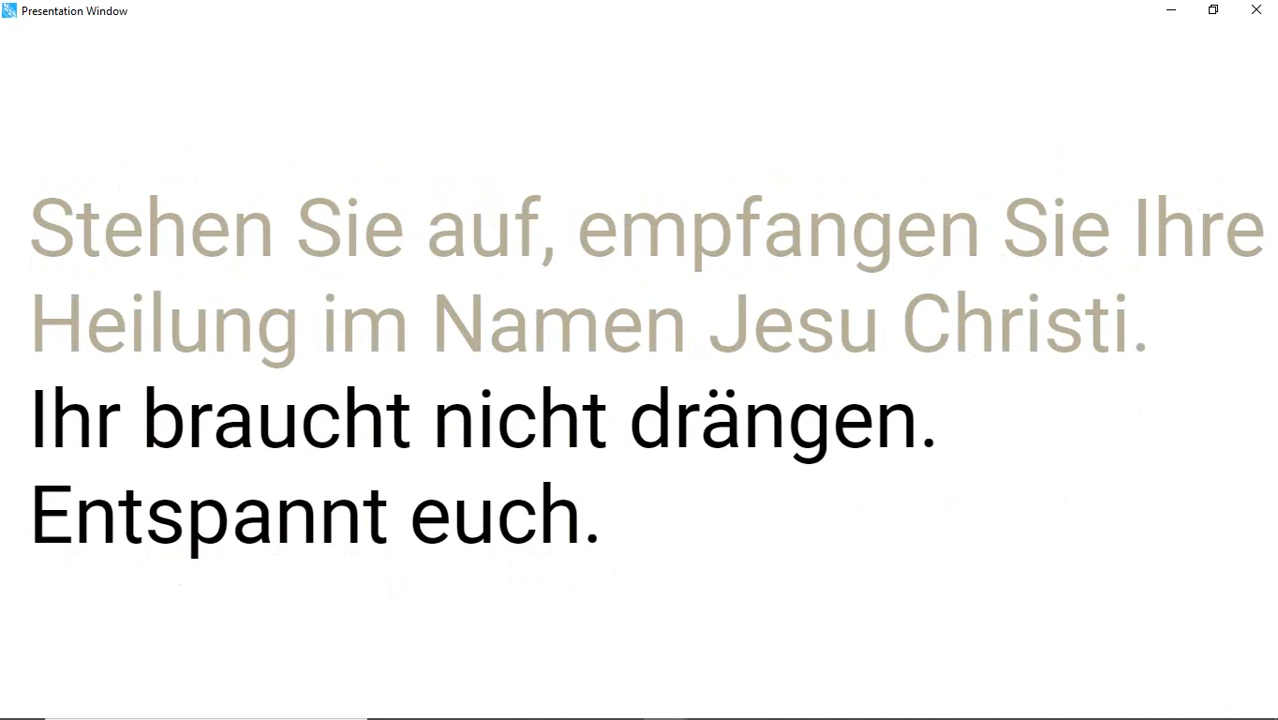 Presentation Window
Stehen Sie auf, empfangen Sie Ihre
Heilung im Namen Jesu Christi.
Ihr braucht nicht drängen.
Entspannt euch.